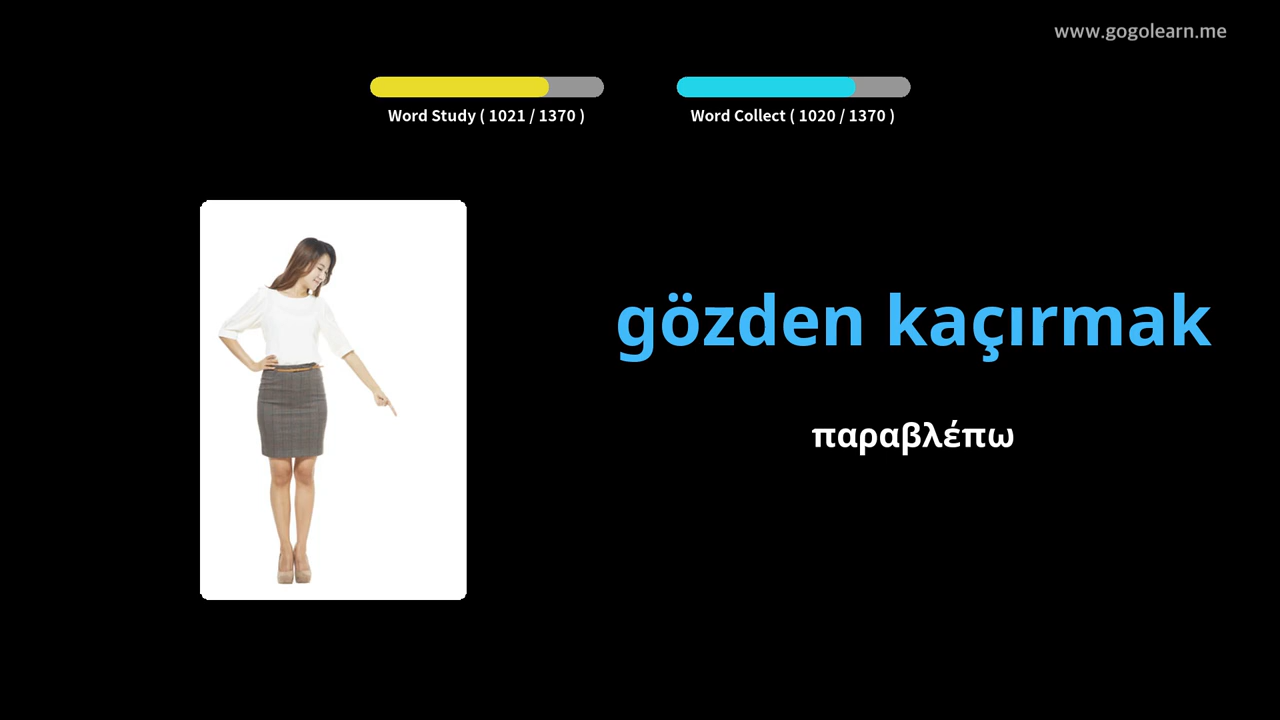 www.gogolearn.me
Word Study ( 1021 / 1370 )
Word Collect ( 1020 / 1370 )
gözden kaçırmak
παραβλέπω